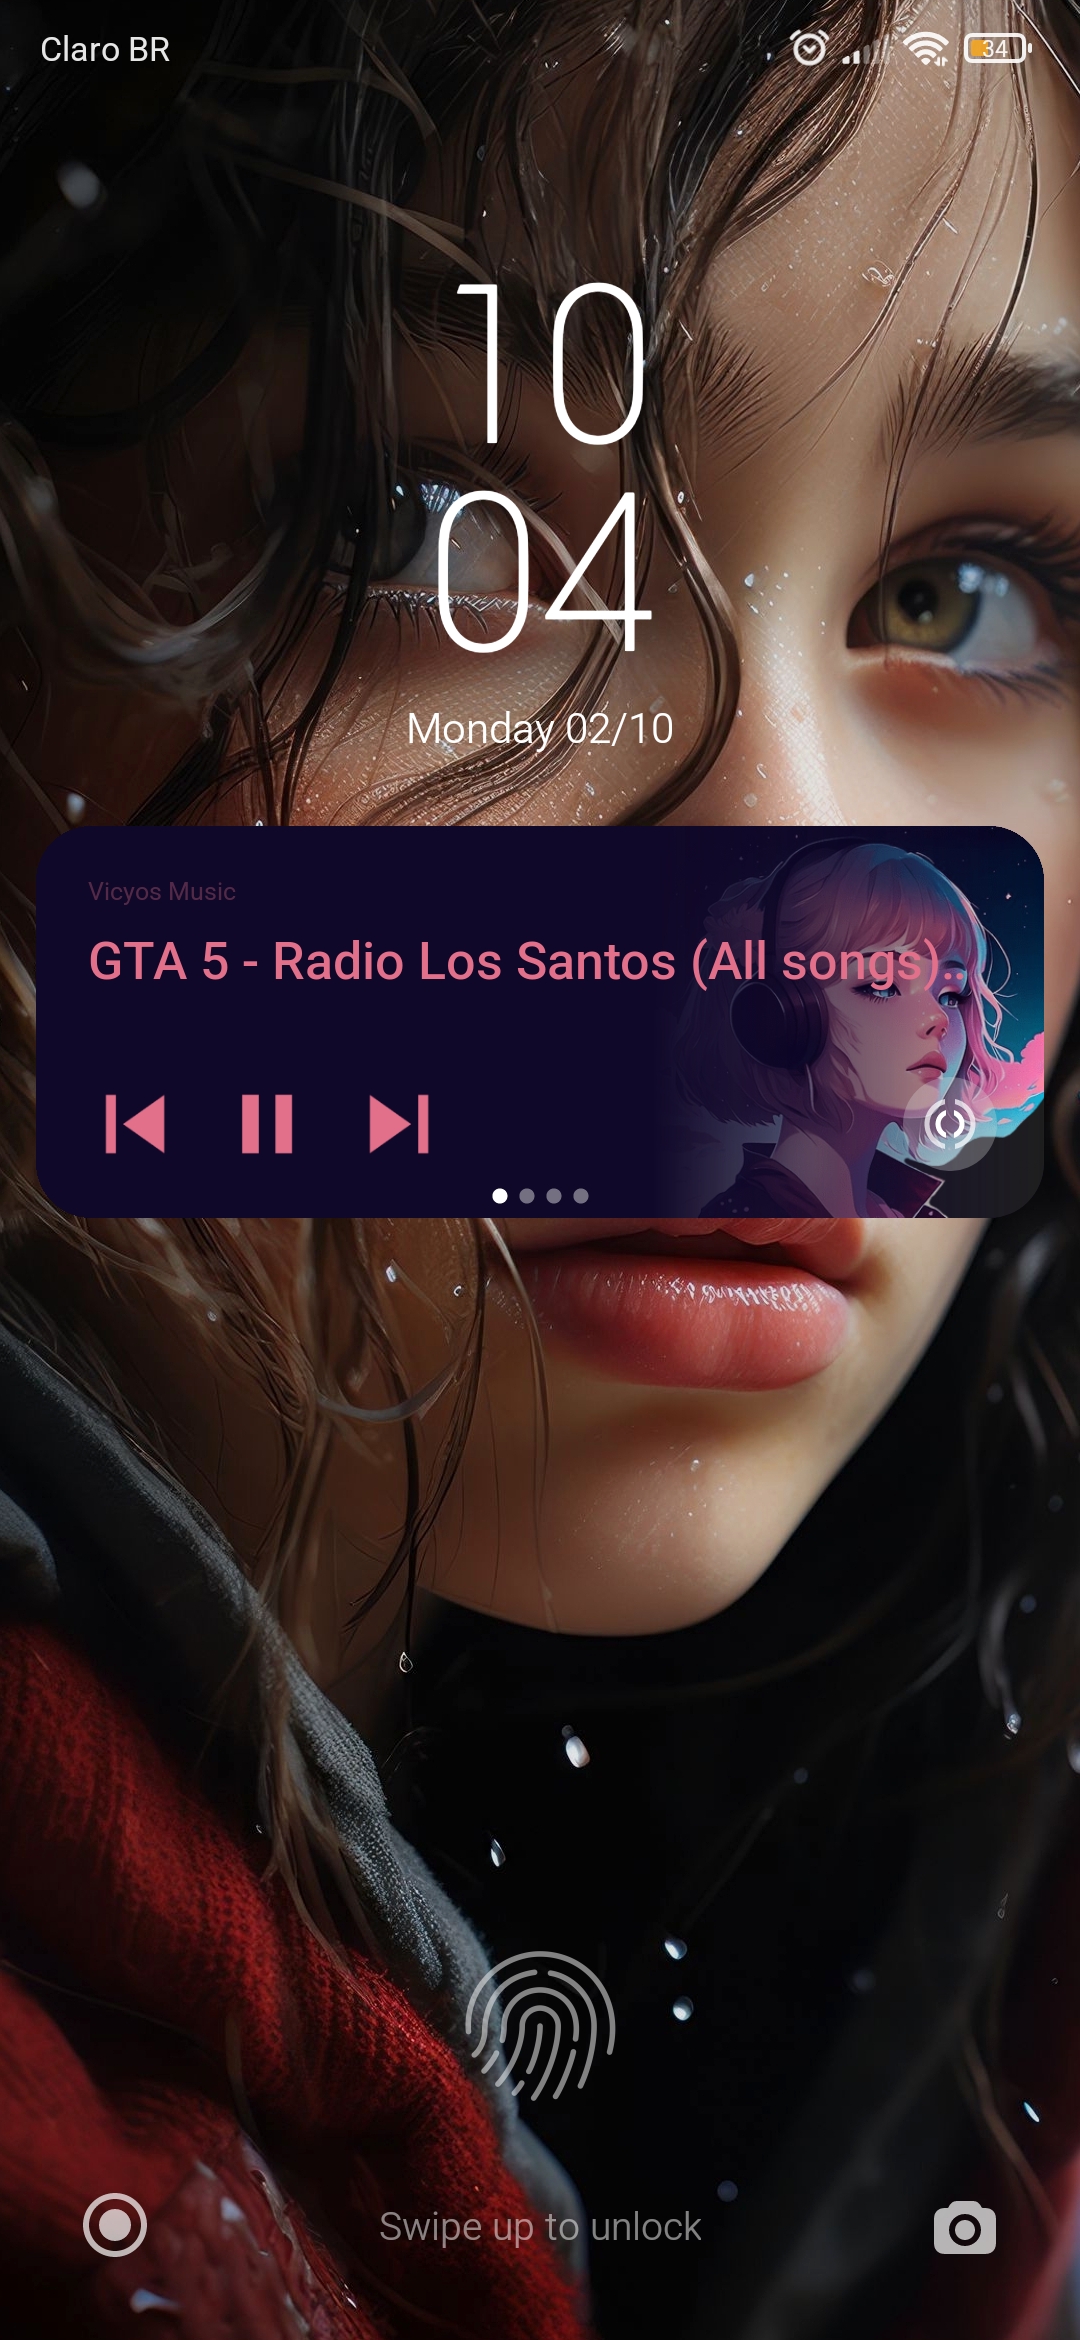 Claro BR
34
10
04
Monday 02/10
Vicyos Music
GTA 5 - Radio Los Santos (All songs)..
Swipe up to unlock